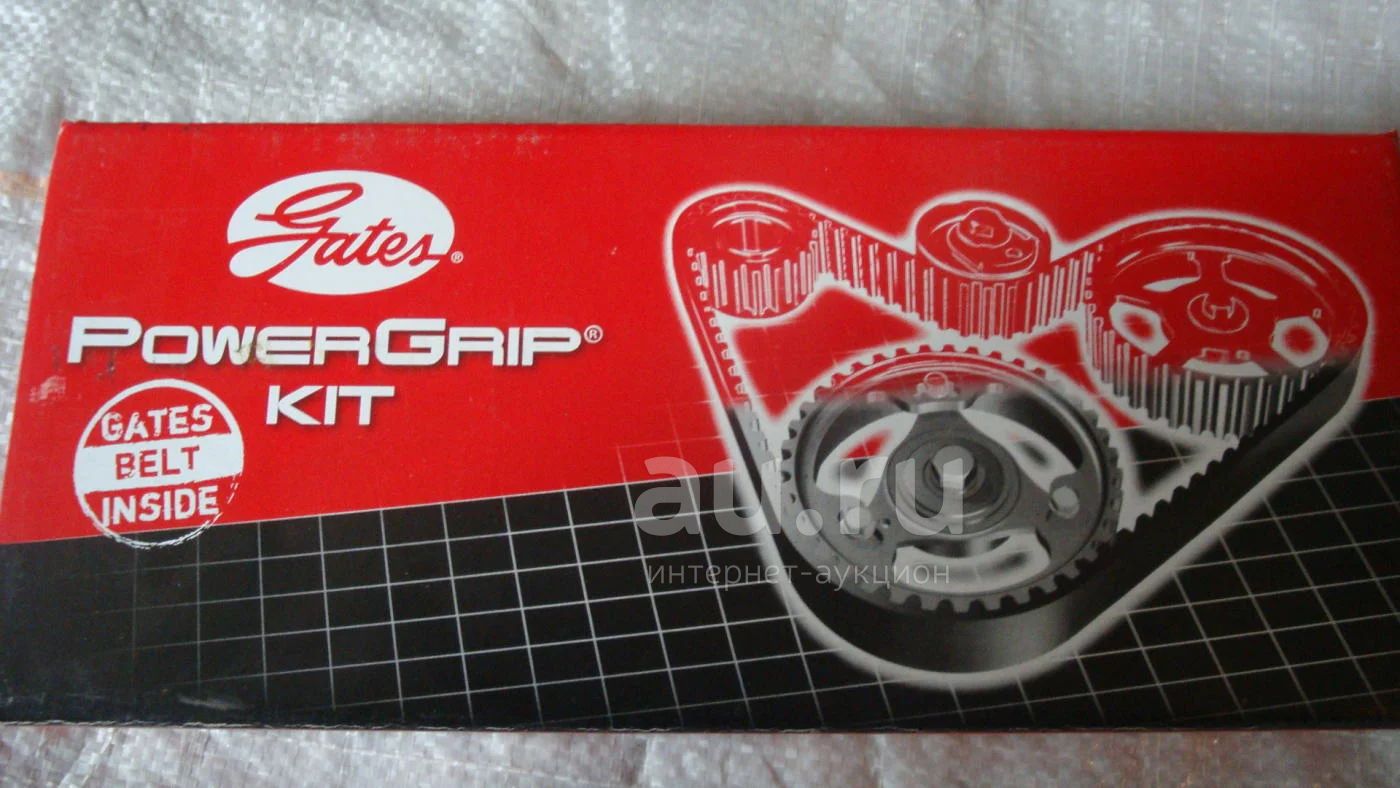 Gates®
POWERGRIP®
KIT
GATES
BELT
INSIDE
au.ru
интернет-аукцион